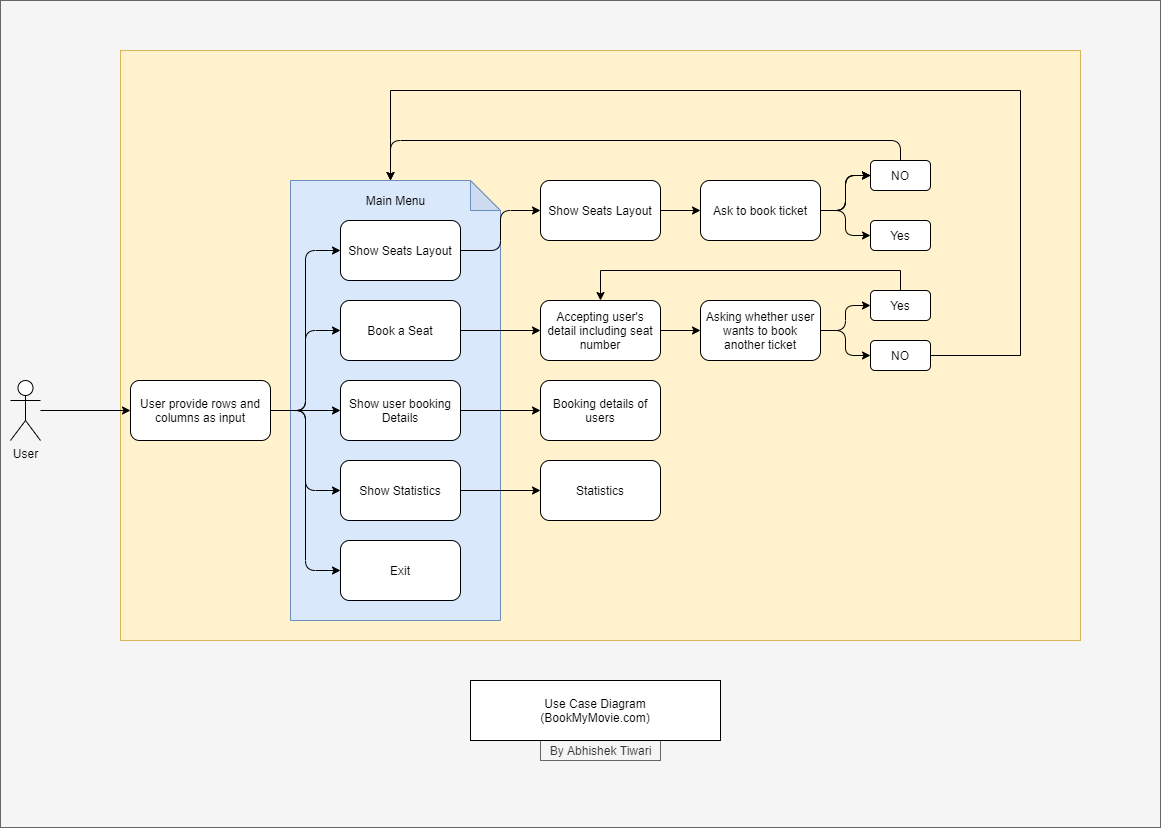 NO
Main Menu
Show Seats Layout
Ask to book ticket
Yes
Show Seats Layout
Book a Seat
Accepting user's
detail including seat
number
Asking whether user
wants to book
another ticket
Yes
NO
User provide rows and
columns as input
Show user booking
Details
Booking details of
users
User
Show Statistics
Statistics
Exit
Use Case Diagram
(BookMyMovie.com)
By Abhishek Tiwari